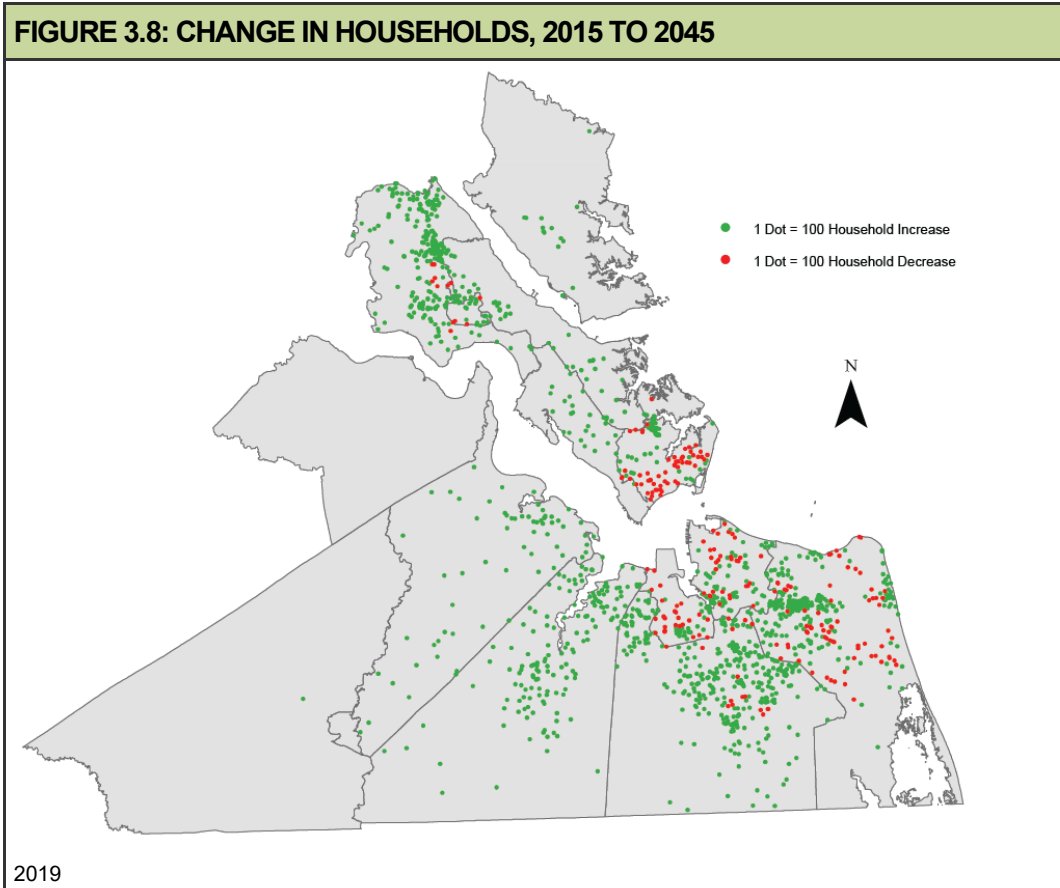 FIGURE 3.8: CHANGE IN HOUSEHOLDS, 2015 TO 2045
1 Dot = 100 Household Increase
1 Dot = 100 Household Decrease
N
2019